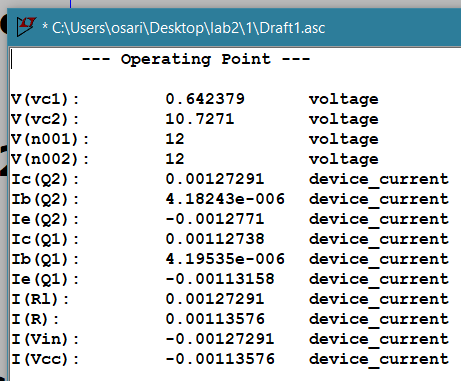 * C:\Users\osari\Desktop\lab2\1\Draft1.asc
--- Operating Point ---
V(vc1): 0.642379 voltage
V(vc2): 10.7271 voltage
V(n001): 12 voltage
V(n002): 12 voltage
Ic(Q2): 0.00127291 device_current
Ib(Q2): 4.18243e-006 device_current
Ie(Q2): -0.0012771 device_current
Ic(Q1): 0.00112738 device_current
Ib(Q1): 4.19535e-006 device_current
Ie(Q1): -0.00113158 device_current
I(Rl): 0.00127291 device_current
I(R): 0.00113576 device_current
I(Vin): -0.00127291 device_current
I(Vcc): -0.00113576 device_current